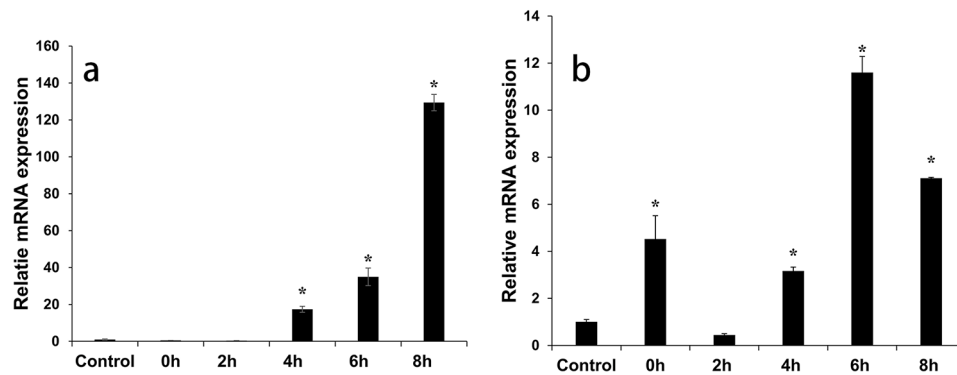 a
Relatie mRNA expression
160
140
120
100
80
60
40
20
0
* * *
Control 0h 2h 4h 6h 8h
b
Relative mRNA expression
14
12
10
8
6
4
2
0
* * * *
Control 0h 2h 4h 6h 8h